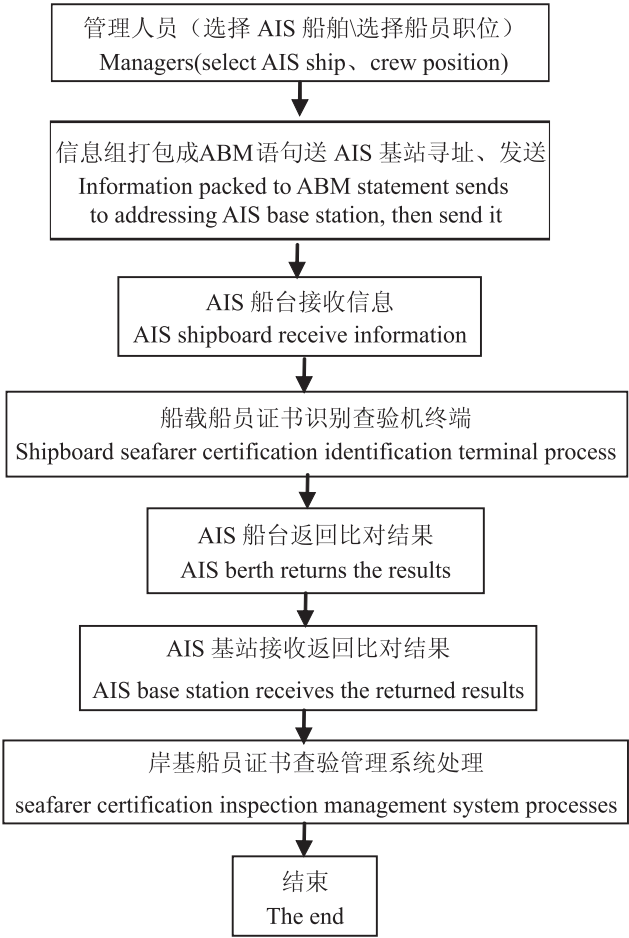 管理人员（选择 AIS 船舶\选择船员职位）
Managers(select AIS ship、crew position)
信息组打包成ABM语句送 AIS 基站寻址、发送
Information packed to ABM statement sends
to addressing AIS base station, then send it
AIS 船台接收信息
AIS shipboard receive information
船载船员证书识别查验机终端
Shipboard seafarer certification identification terminal process
AIS 船台返回比对结果
AIS berth returns the results
AIS 基站接收返回比对结果
AIS base station receives the returned results
岸基船员证书查验管理系统处理
seafarer certification inspection management system processes
结束
The end